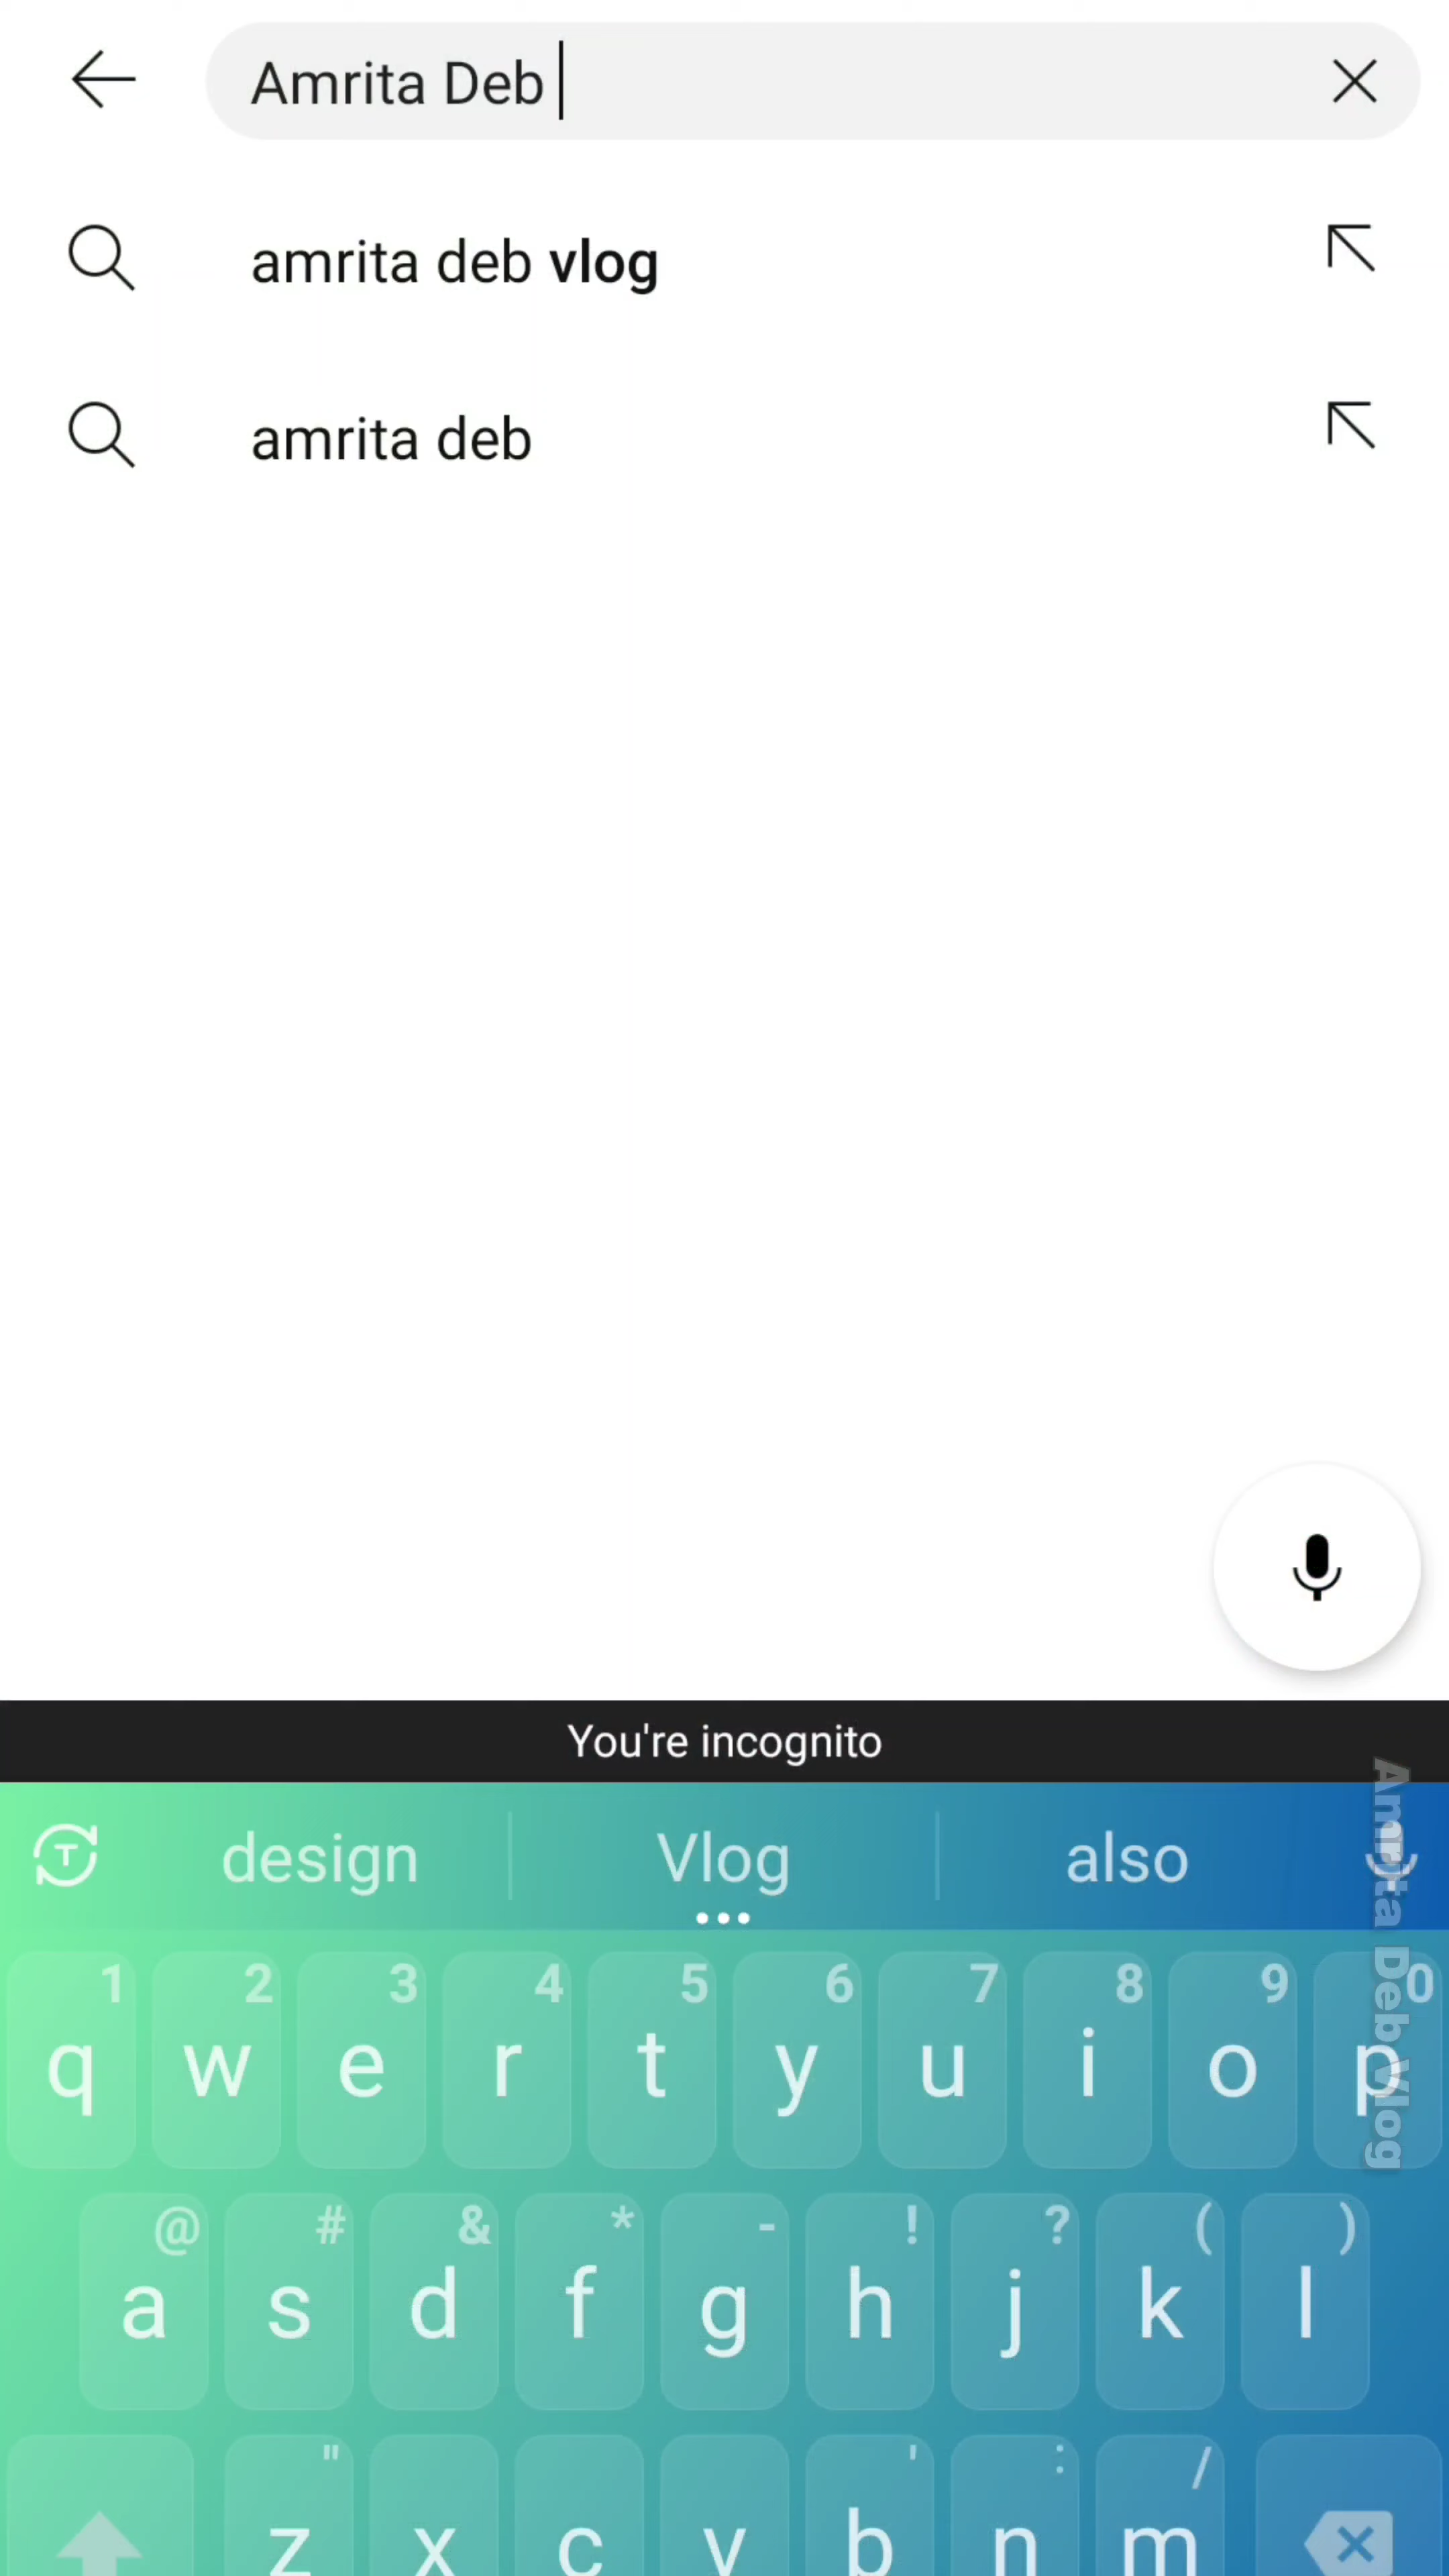 Amrita Deb
amrita deb vlog
amrita deb
You're incognito
design Vlog also
1 2 3 4 5 6 7 8 9 0
q w e r t y u i o p
@ # & * - ! ? ( )
a s d f g h j k l
" ' : /
z x c v b n m
Amrita Deb Vlog